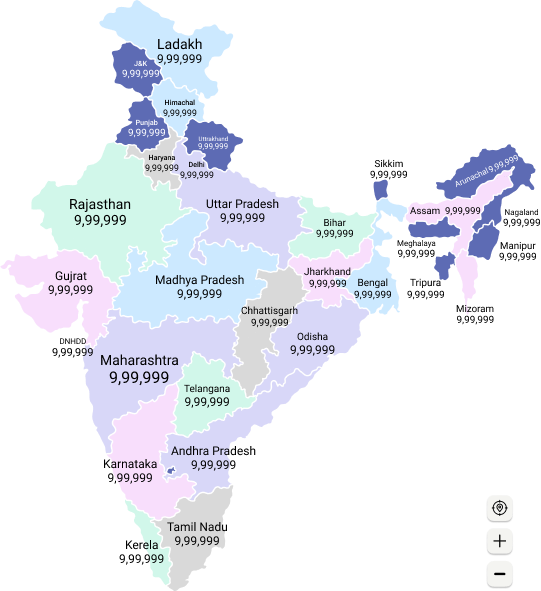 Ladakh
9,99,999
J&K
9,99,999
Himachal
9,99,999
Punjab
9,99,999
Uttrakhand
9,99,999
Haryana
9,99,999
Delhi
9,99,999
Sikkim
9,99,999
Arunachal 9,99,999
Rajasthan
9,99,999
Uttar Pradesh
9,99,999
Bihar
9,99,999
Assam 9,99,999
Nagaland
9,99,999
Meghalaya
9,99,999
Manipur
9,99,999
Gujrat
9,99,999
Madhya Pradesh
9,99,999
Jharkhand
9,99,999
Bengal
9,99,999
Tripura
9,99,999
Mizoram
9,99,999
Chhattisgarh
9,99,999
DNHDD
9,99,999
Odisha
9,99,999
Maharashtra
9,99,999
Telangana
9,99,999
Andhra Pradesh
9,99,999
Karnataka
9,99,999
Tamil Nadu
9,99,999
Kerela
9,99,999